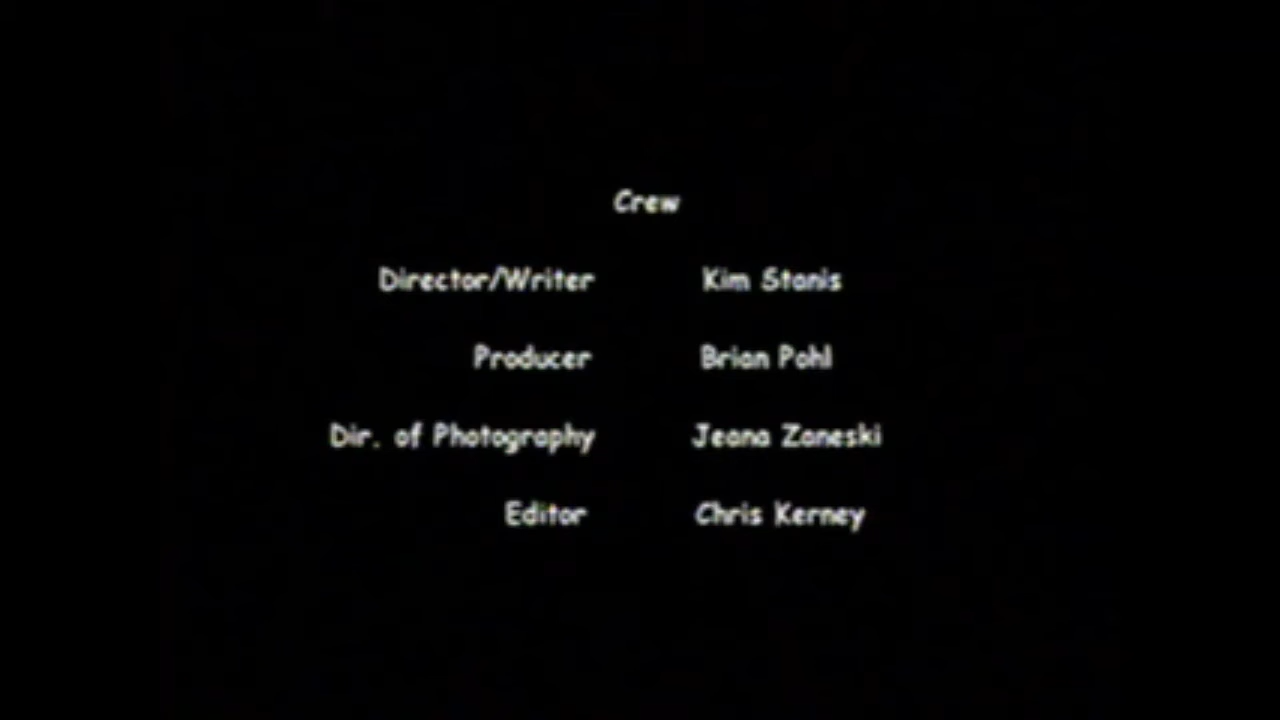 Crew
Director/Writer Kim Stanis
Producer Brian Pohl
Dir. of Photography Jeana Zaneski
Editor Chris Kerney